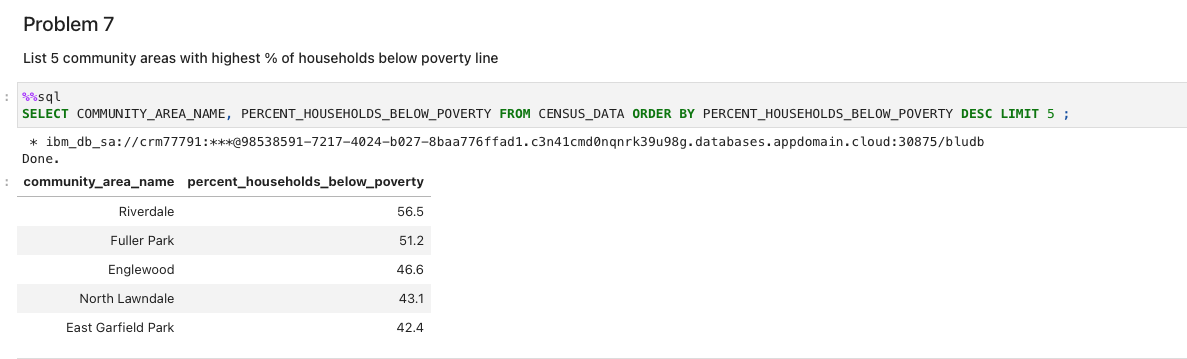 Problem 7
List 5 community areas with highest % of households below poverty line
:
%%sql
SELECT COMMUNITY_AREA_NAME, PERCENT_HOUSEHOLDS_BELOW_POVERTY FROM CENSUS_DATA ORDER BY PERCENT_HOUSEHOLDS_BELOW_POVERTY DESC LIMIT 5 ;
* ibm_db_sa://crm77791:***@98538591-7217-4024-b027-8baa776ffad1.c3n41cmd0nqnrk39u98g.databases.appdomain.cloud:30875/bludb
Done.
:
community_area_name percent_households_below_poverty
Riverdale 56.5
Fuller Park 51.2
Englewood 46.6
North Lawndale 43.1
East Garfield Park 42.4